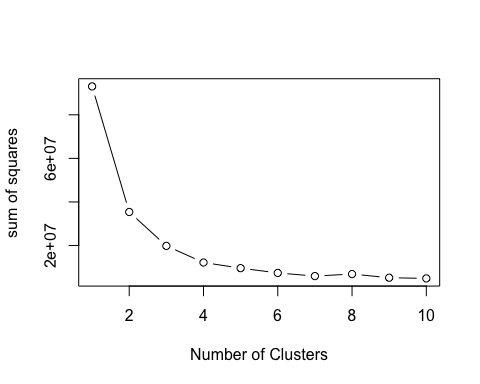 sum of squares
6e+07
2e+07
2 4 6 8 10
Number of Clusters